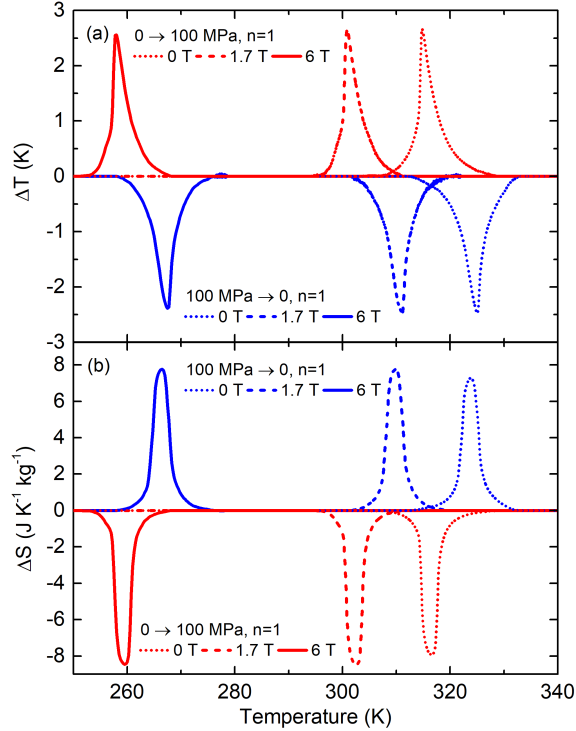 (a)
0 → 100 MPa, n=1
0 T 1.7 T 6 T
3
2
1
0
-1
-2
-3
ΔT (K)
100 MPa → 0, n=1
0 T 1.7 T 6 T
(b)
100 MPa → 0, n=1
0 T 1.7 T 6 T
8
6
4
2
0
-2
-4
-6
-8
ΔS (J K⁻¹ kg⁻¹)
0 → 100 MPa, n=1
0 T 1.7 T 6 T
260 280 300 320 340
Temperature (K)